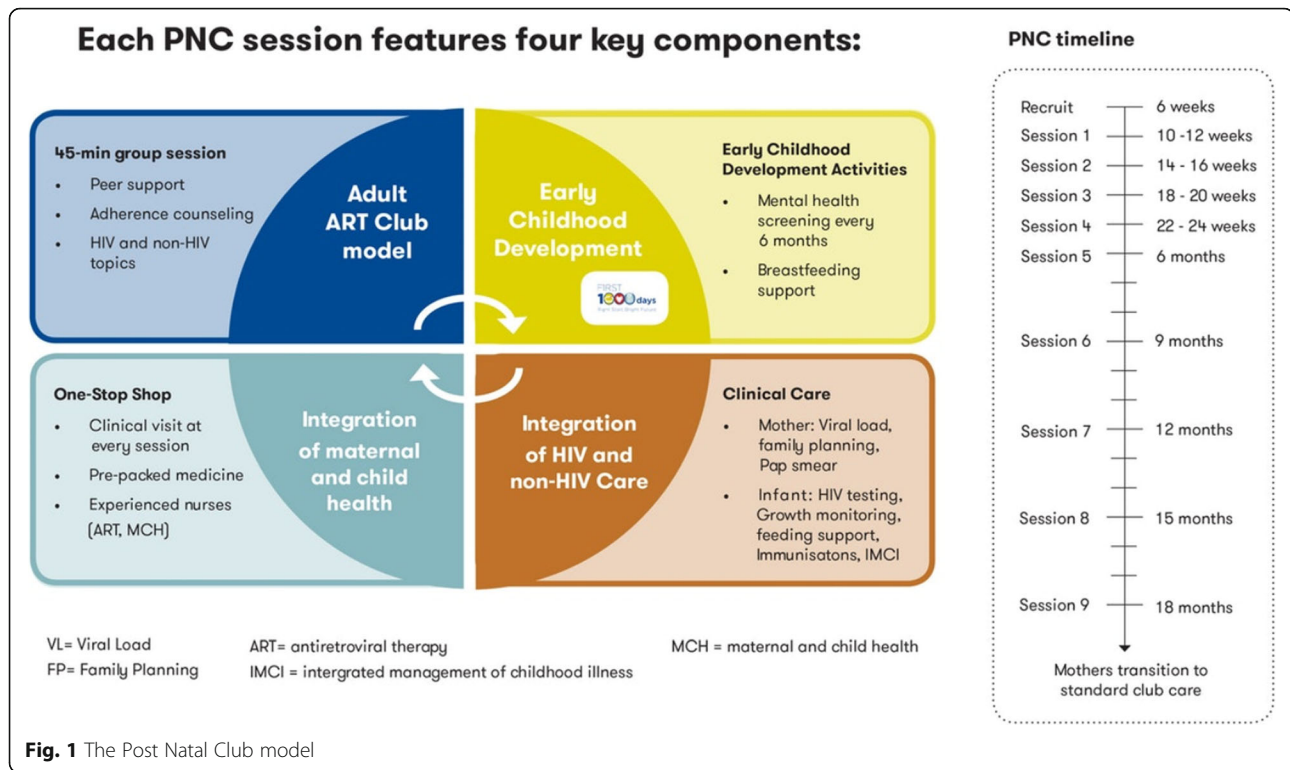 Each PNC session features four key components:
45-min group session
• Peer support
• Adherence counseling
• HIV and non-HIV
topics
Adult
ART Club
model
Early
Childhood
Development
FIRST
1000 days
Early Childhood
Development Activities
• Mental health
screening every
6 months
• Breastfeeding
support
One-Stop Shop
• Clinical visit at
every session
• Pre-packed medicine
• Experienced nurses
(ART, MCH)
Integration
of maternal
and child
health
Integration
of HIV and
non-HIV Care
Clinical Care
• Mother: Viral load,
family planning,
Pap smear
• Infant: HIV testing,
Growth monitoring,
feeding support,
Immunisatons, IMCI
VL= Viral Load
FP= Family Planning
ART= antiretroviral therapy
IMCI = intergrated management of childhood illness
MCH = maternal and child health
PNC timeline
Recruit 6 weeks
Session 1 10 -12 weeks
Session 2 14 - 16 weeks
Session 3 18 - 20 weeks
Session 4 22 - 24 weeks
Session 5 6 months
Session 6 9 months
Session 7 12 months
Session 8 15 months
Session 9 18 months
Mothers transition to
standard club care
Fig. 1 The Post Natal Club model